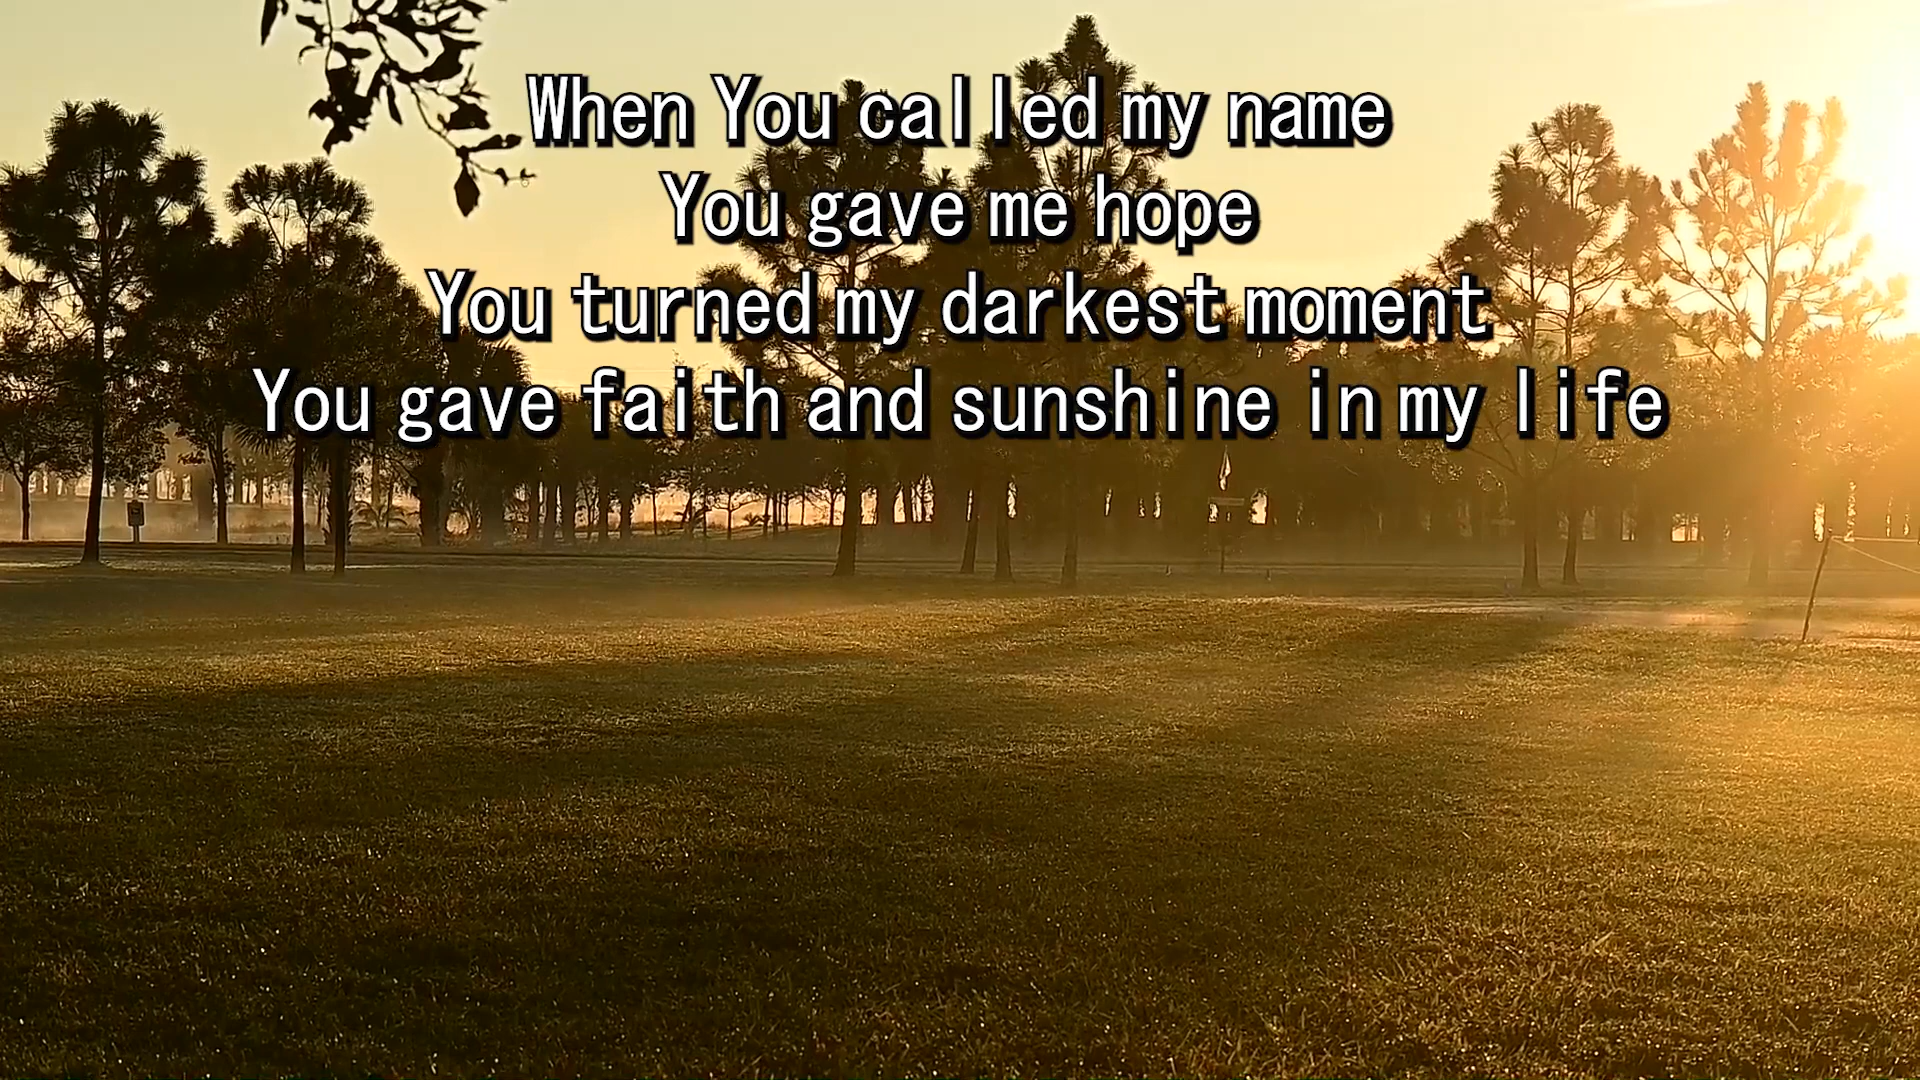 When You called my name
You gave me hope
You turned my darkest moment
You gave faith and sunshine in my life